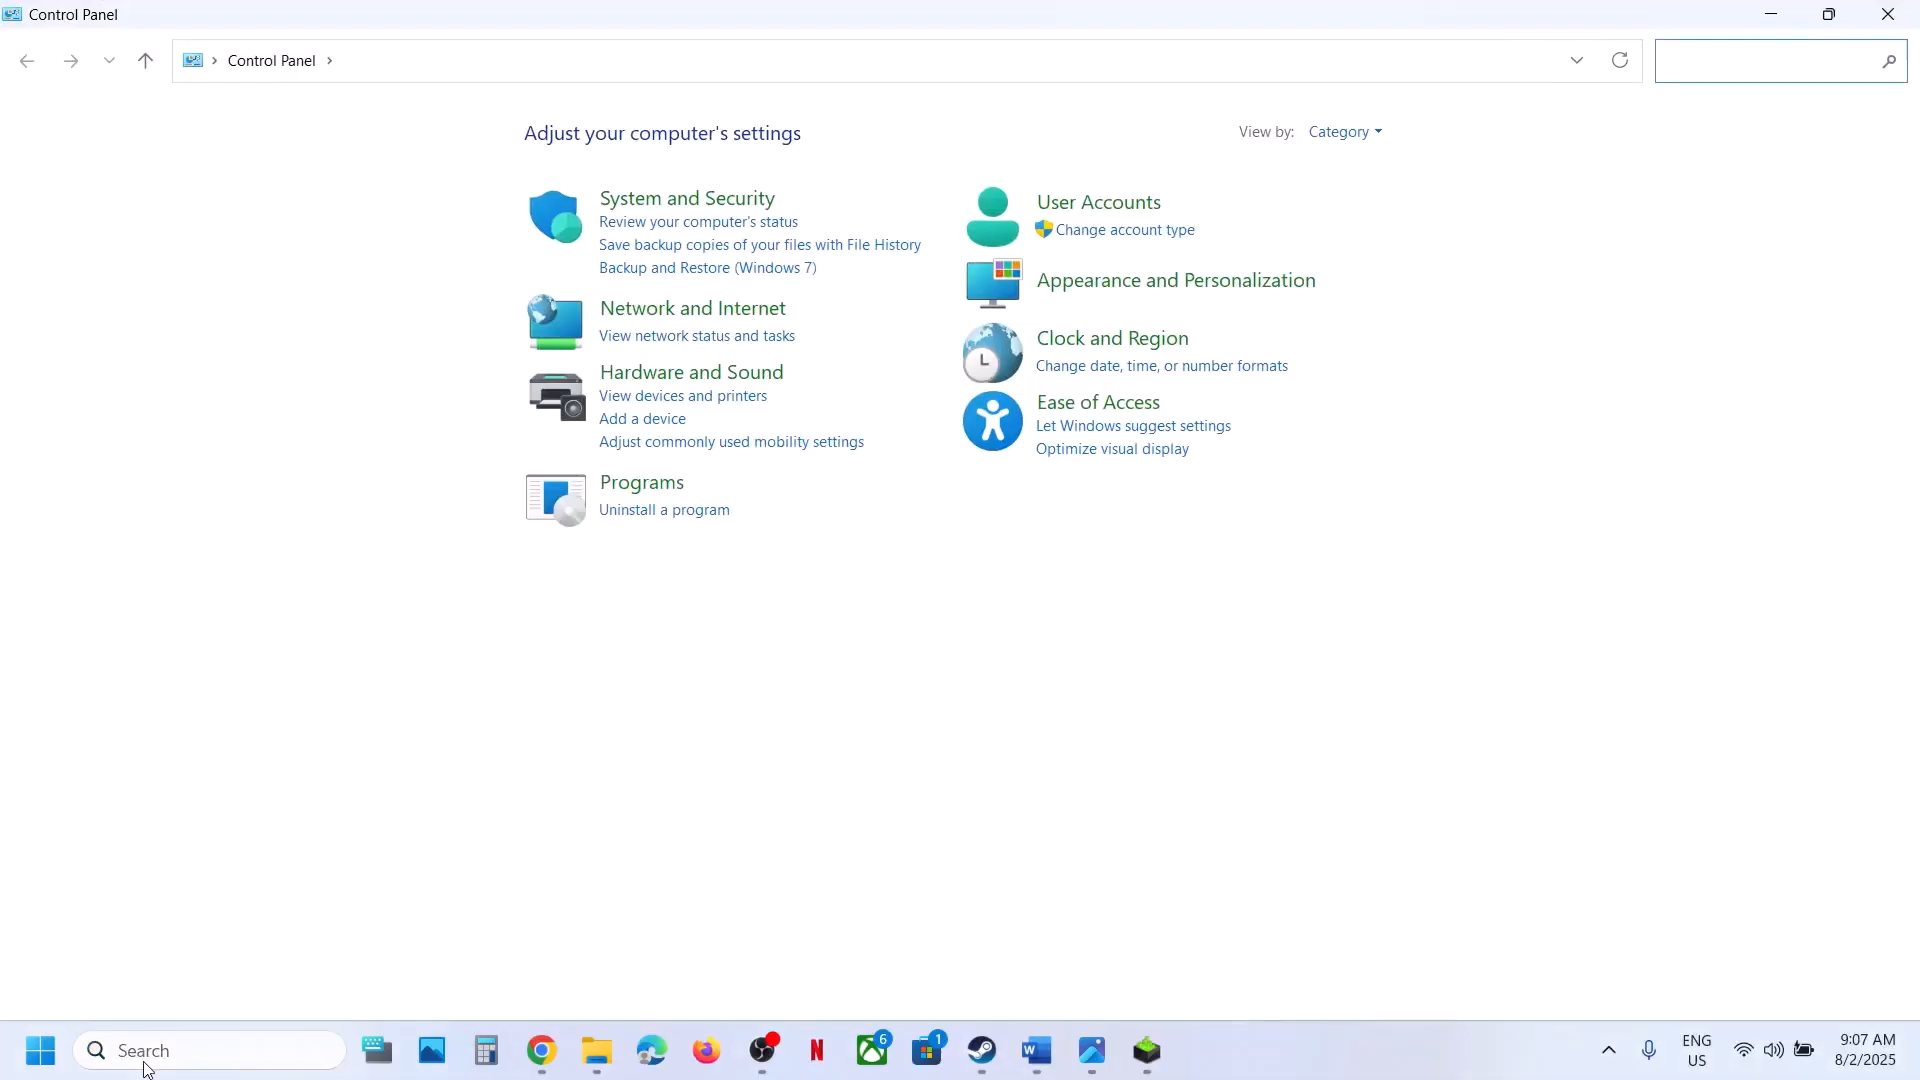 Control Panel
Control Panel
Adjust your computer's settings
View by: Category
System and Security
Review your computer's status
Save backup copies of your files with File History
Backup and Restore (Windows 7)
Network and Internet
View network status and tasks
Hardware and Sound
View devices and printers
Add a device
Adjust commonly used mobility settings
Programs
Uninstall a program
User Accounts
Change account type
Appearance and Personalization
Clock and Region
Change date, time, or number formats
Ease of Access
Let Windows suggest settings
Optimize visual display
Search
N
6
1
W
ENG
US
9:07 AM
8/2/2025